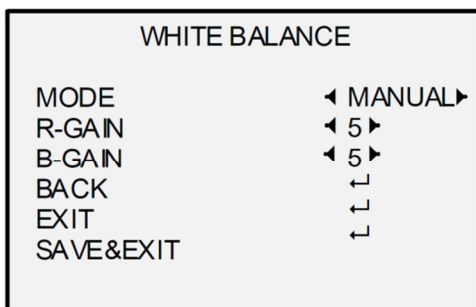 WHITE BALANCE
MODE ◄ MANUAL►
R-GAIN ◄ 5 ►
B-GAIN ◄ 5 ►
BACK ↵
EXIT ↵
SAVE&EXIT ↵